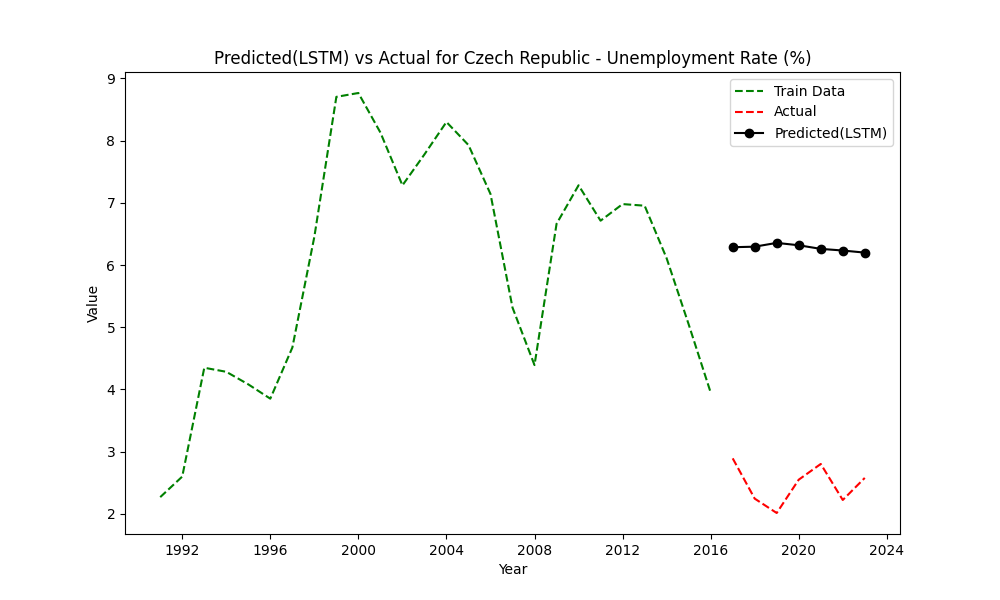 Predicted(LSTM) vs Actual for Czech Republic - Unemployment Rate (%)
Train Data
Actual
Predicted(LSTM)
Value
9
8
7
6
5
4
3
2
1992 1996 2000 2004 2008 2012 2016 2020 2024
Year